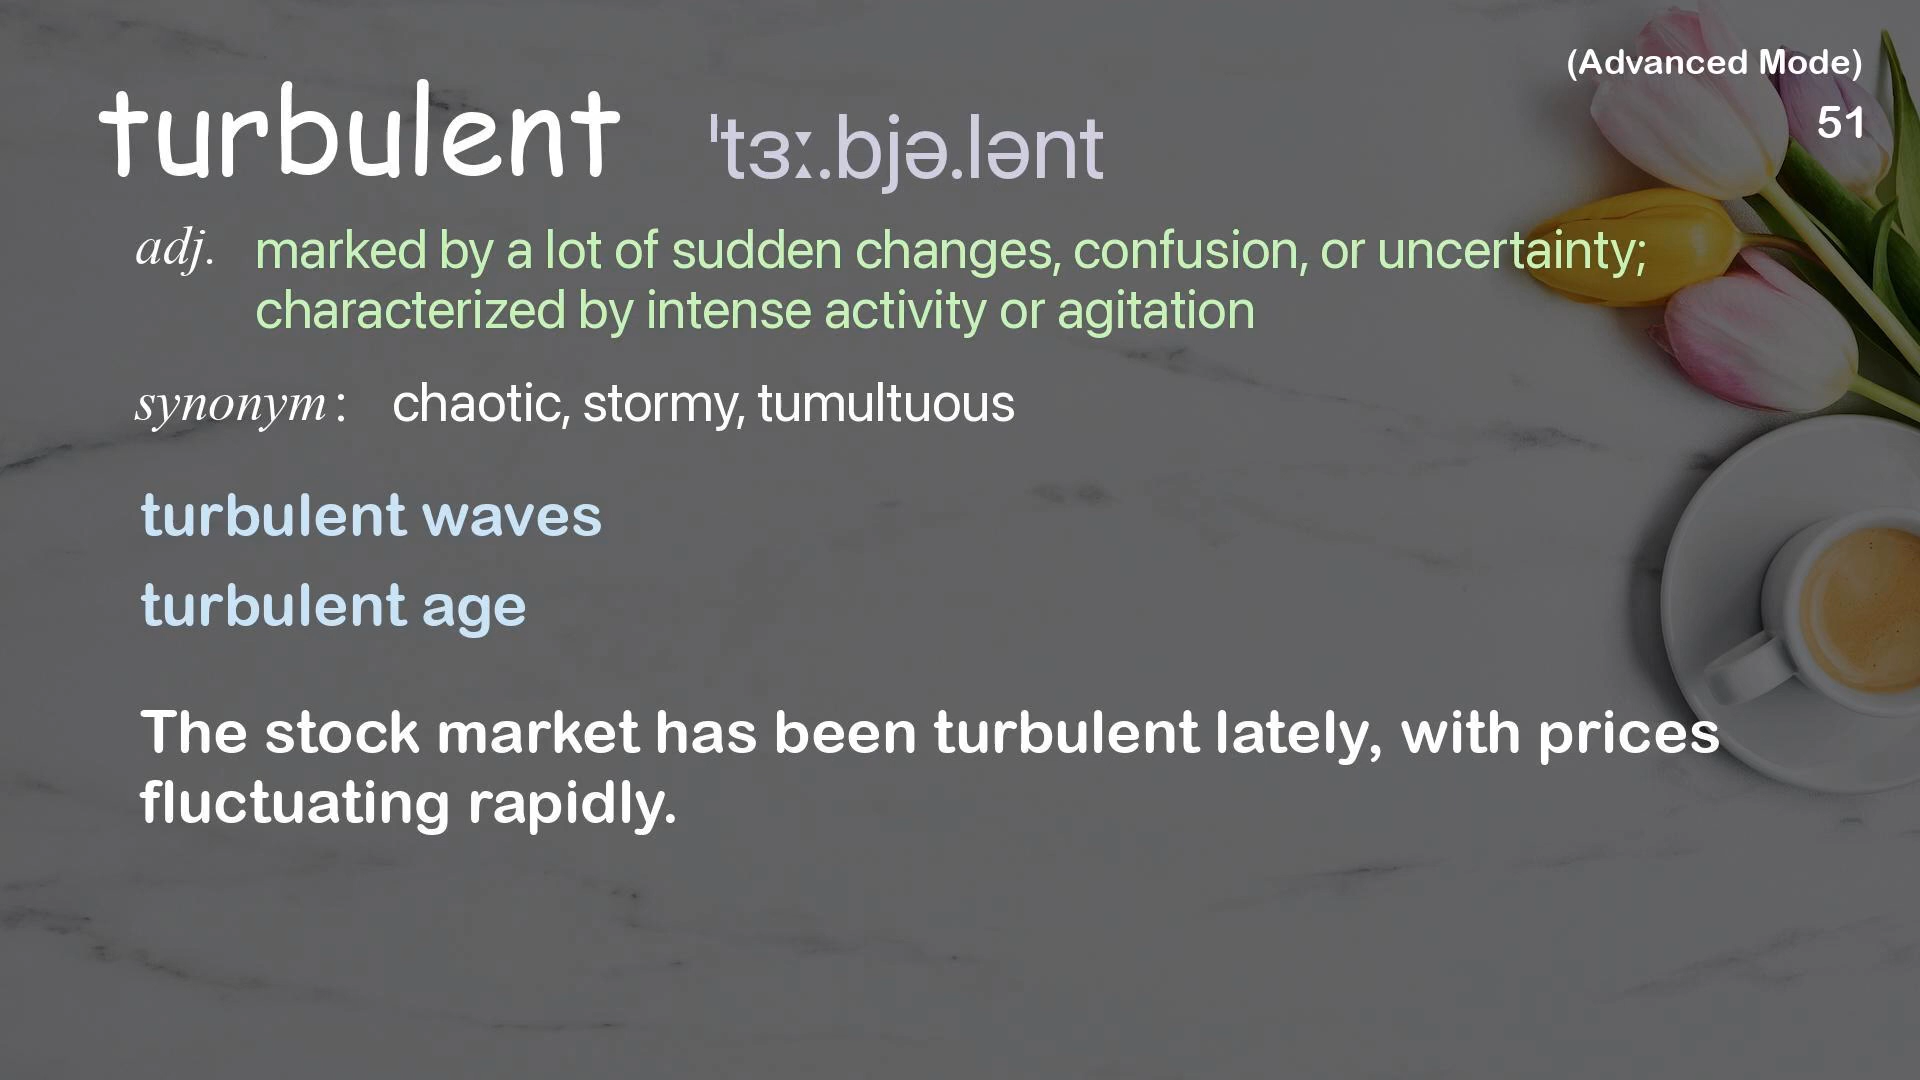 (Advanced Mode)
51
turbulent ˈtɜː.bjə.lənt
adj. marked by a lot of sudden changes, confusion, or uncertainty;
characterized by intense activity or agitation
synonym: chaotic, stormy, tumultuous
turbulent waves
turbulent age
The stock market has been turbulent lately, with prices
fluctuating rapidly.